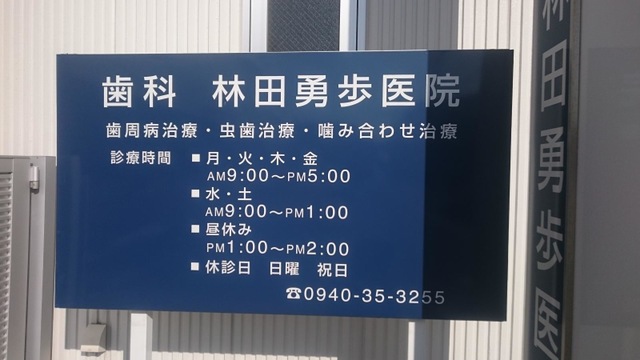 歯科 林田勇歩医院
歯周病治療・虫歯治療・噛み合わせ治療
診療時間 ■月・火・木・金
AM9:00～PM5:00
■水・土
AM9:00～PM1:00
■昼休み
PM1:00～PM2:00
■休診日 日曜 祝日
☎0940-35-3255
林田勇歩医